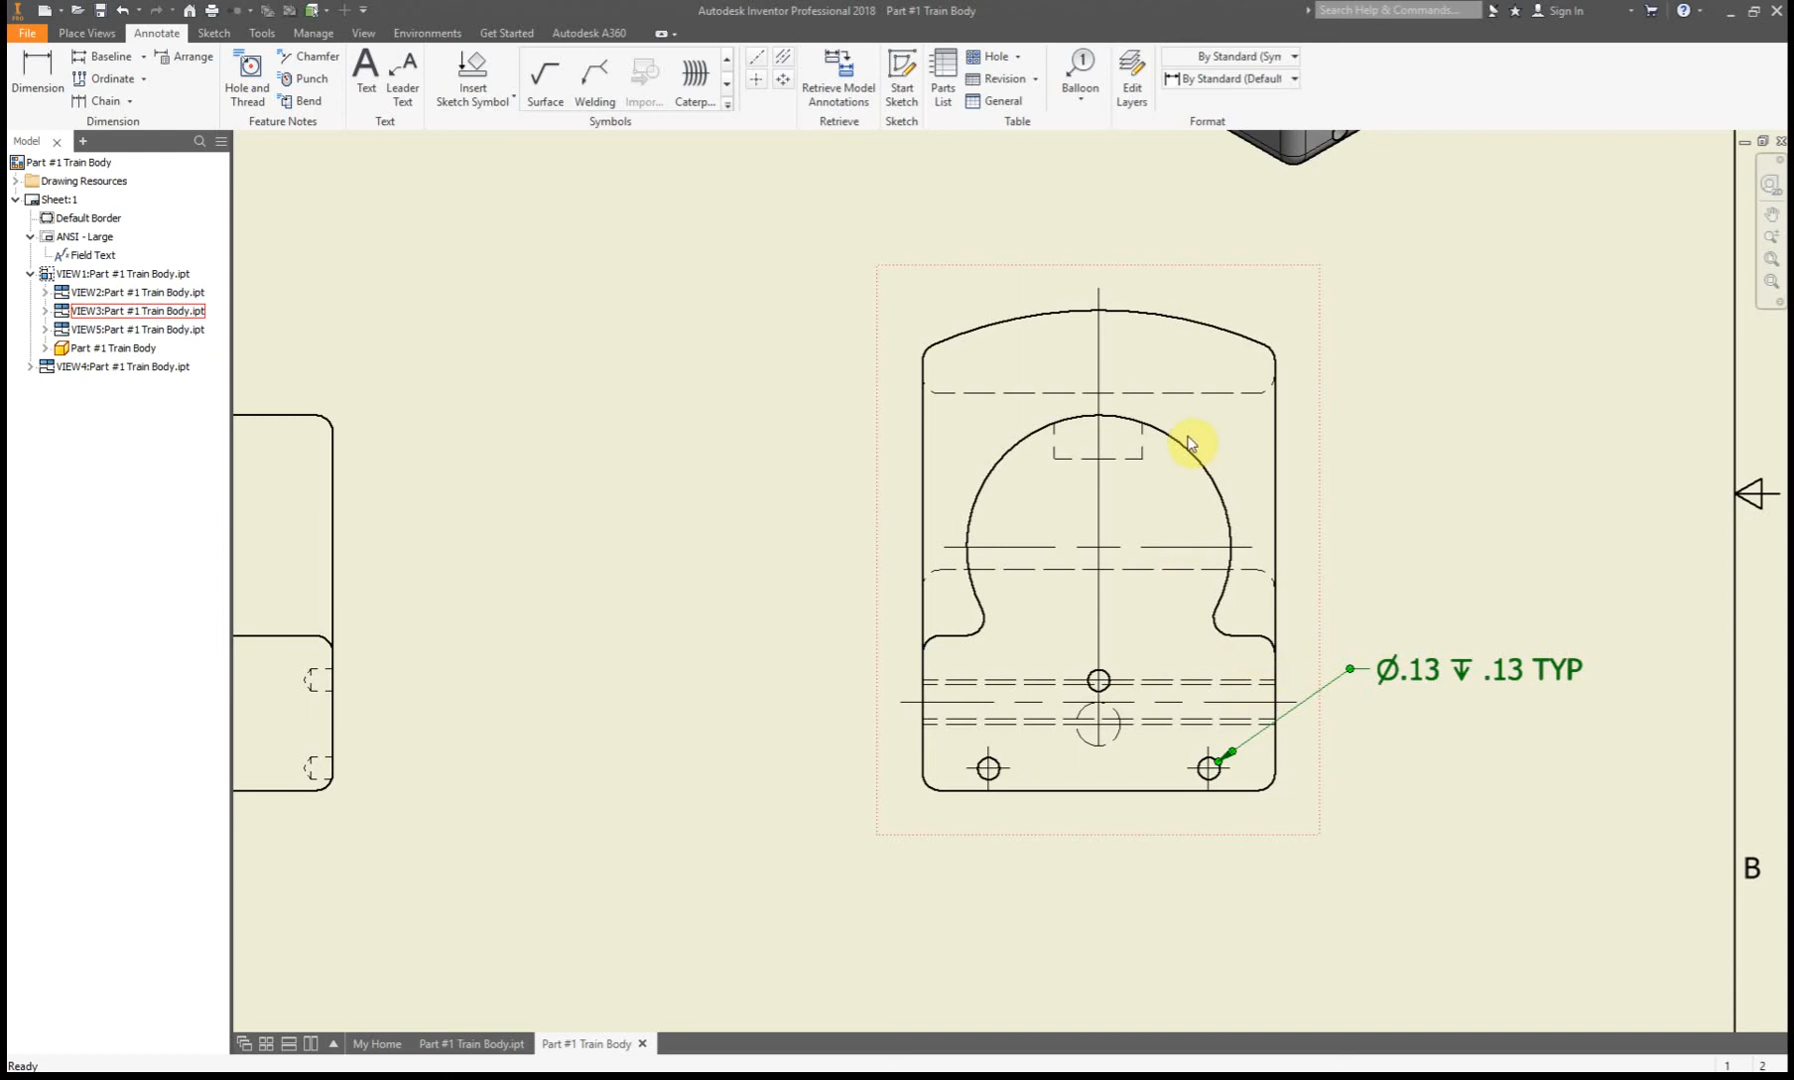 Autodesk Inventor Professional 2018 Part #1 Train Body
Search Help & Commands...
Sign In
PRO
File Place Views Annotate Sketch Tools Manage View Environments Get Started Autodesk A360
Dimension
Baseline
Ordinate
Chain
Arrange
Dimension
Hole and Thread
Chamfer
Punch
Bend
Feature Notes
Text
Leader Text
Text
Insert Sketch Symbol
Surface
Welding
Impor...
Caterp...
Symbols
Retrieve Model Annotations
Retrieve
Start Sketch
Sketch
Parts List
Hole
Revision
General
Table
Balloon
Edit Layers
By Standard (Syn
By Standard (Defaul
Format
Model
Part #1 Train Body
Drawing Resources
Sheet:1
Default Border
ANSI - Large
Field Text
VIEW1:Part #1 Train Body.ipt
VIEW2:Part #1 Train Body.ipt
VIEW3:Part #1 Train Body.ipt
VIEW5:Part #1 Train Body.ipt
Part #1 Train Body
VIEW4:Part #1 Train Body.ipt
Ø.13 ↧ .13 TYP
B
My Home Part #1 Train Body.ipt Part #1 Train Body
Ready
1 2